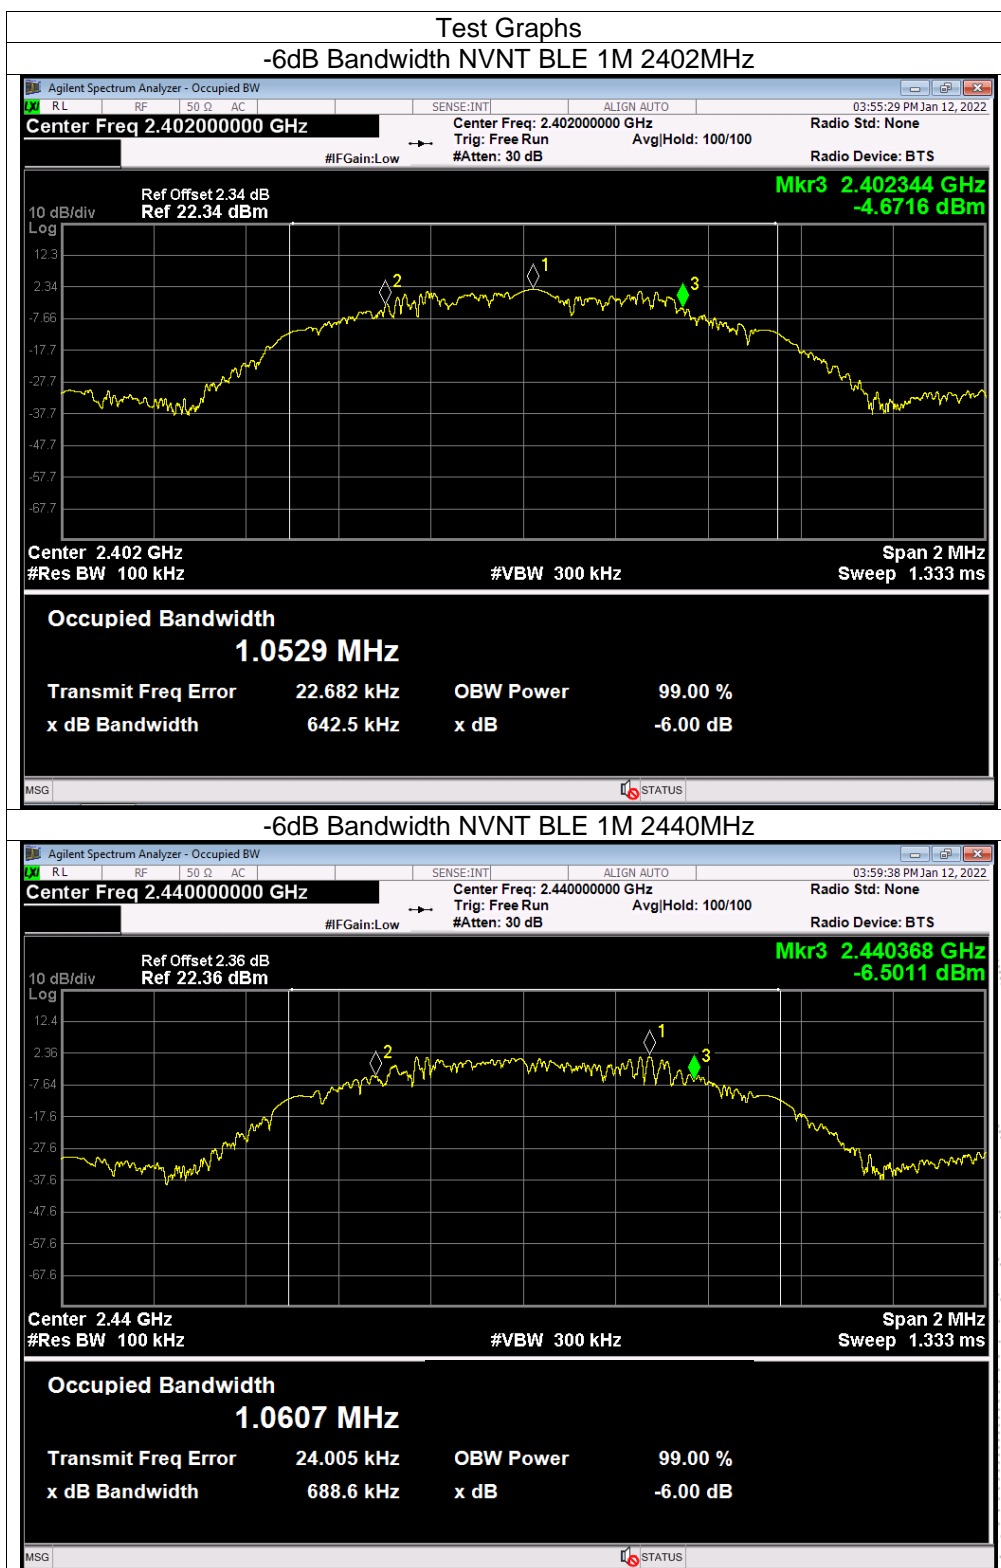 Test Graphs
-6dB Bandwidth NVNT BLE 1M 2402MHz
Agilent Spectrum Analyzer - Occupied BW
LXI RL RF 50 Ω AC SENSE:INT ALIGN AUTO 03:55:29 PM Jan 12, 2022
Center Freq 2.402000000 GHz Center Freq: 2.402000000 GHz Radio Std: None
Trig: Free Run Avg|Hold: 100/100
#IFGain:Low #Atten: 30 dB Radio Device: BTS
Mkr3 2.402344 GHz
Ref Offset 2.34 dB
-4.6716 dBm
10 dB/div Ref 22.34 dBm
Log
12.3
2.34
-7.66
-17.7
-27.7
-37.7
-47.7
-57.7
-67.7
2
1
3
Center 2.402 GHz Span 2 MHz
#Res BW 100 kHz #VBW 300 kHz Sweep 1.333 ms
Occupied Bandwidth
1.0529 MHz
Transmit Freq Error 22.682 kHz OBW Power 99.00 %
x dB Bandwidth 642.5 kHz x dB -6.00 dB
MSG STATUS
-6dB Bandwidth NVNT BLE 1M 2440MHz
Agilent Spectrum Analyzer - Occupied BW
LXI RL RF 50 Ω AC SENSE:INT ALIGN AUTO 03:59:38 PM Jan 12, 2022
Center Freq 2.440000000 GHz Center Freq: 2.440000000 GHz Radio Std: None
Trig: Free Run Avg|Hold: 100/100
#IFGain:Low #Atten: 30 dB Radio Device: BTS
Mkr3 2.440368 GHz
Ref Offset 2.36 dB
-6.5011 dBm
10 dB/div Ref 22.36 dBm
Log
12.4
2.36
-7.64
-17.6
-27.6
-37.6
-47.6
-57.6
-67.6
2
1
3
Center 2.44 GHz Span 2 MHz
#Res BW 100 kHz #VBW 300 kHz Sweep 1.333 ms
Occupied Bandwidth
1.0607 MHz
Transmit Freq Error 24.005 kHz OBW Power 99.00 %
x dB Bandwidth 688.6 kHz x dB -6.00 dB
MSG STATUS